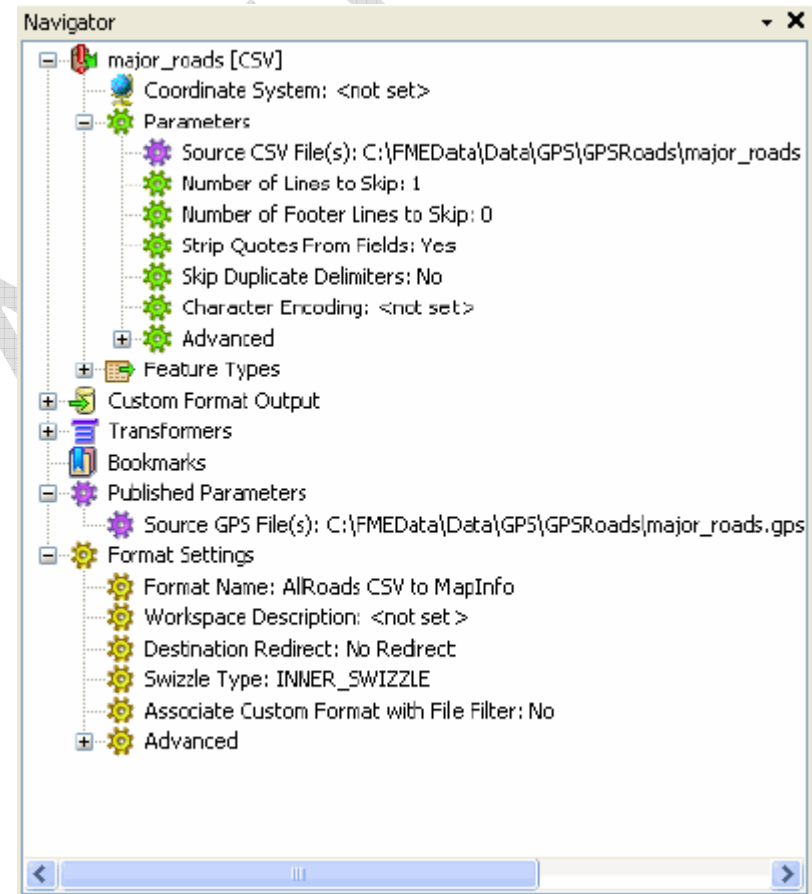 Navigator
major_roads [CSV]
Coordinate System: <not set>
Parameters
Source CSV File(s): C:\FMEData\Data\GPS\GPSRoads\major_roads
Number of Lines to Skip: 1
Number of Footer Lines to Skip: 0
Strip Quotes From Fields: Yes
Skip Duplicate Delimiters: No
Character Encoding: <not set>
Advanced
Feature Types
Custom Format Output
Transformers
Bookmarks
Published Parameters
Source GPS File(s): C:\FMEData\Data\GPS\GPSRoads\major_roads.gps
Format Settings
Format Name: AllRoads CSV to MapInfo
Workspace Description: <not set>
Destination Redirect: No Redirect
Swizzle Type: INNER_SWIZZLE
Associate Custom Format with File Filter: No
Advanced